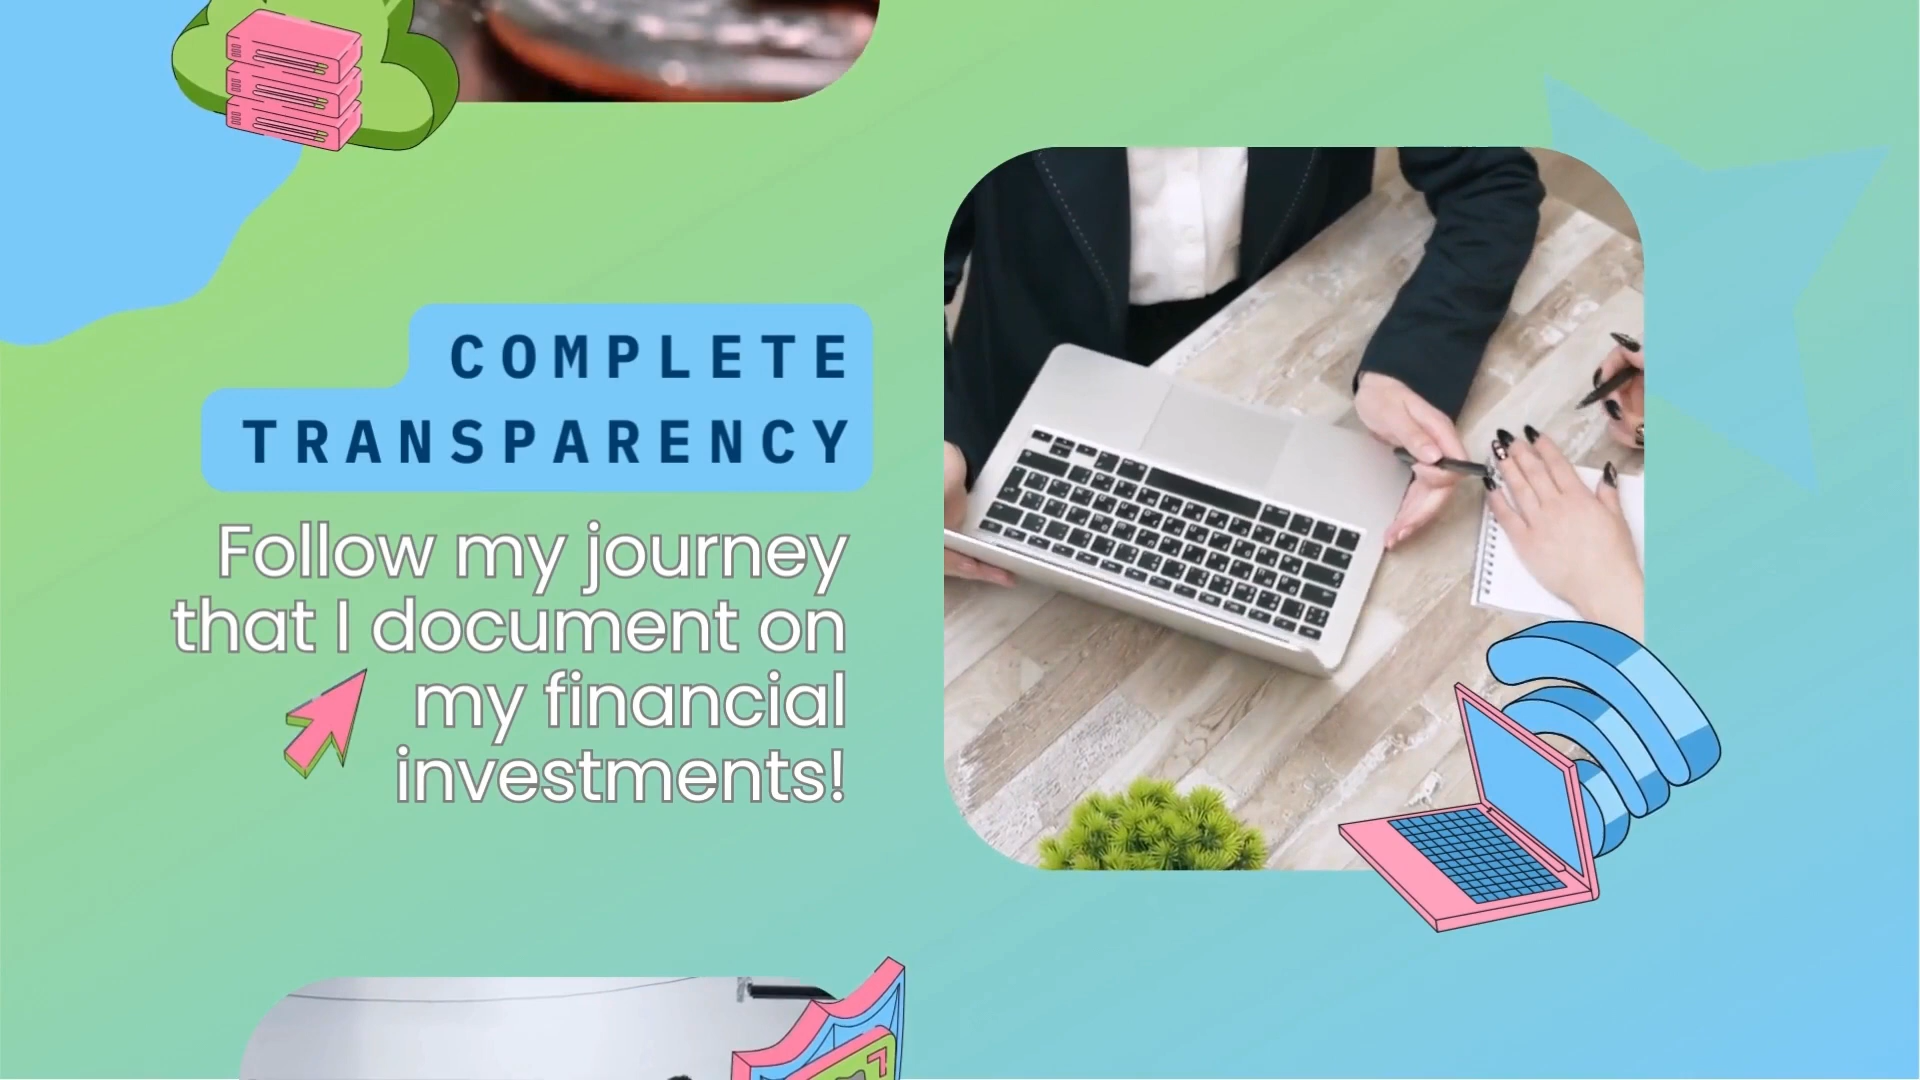 COMPLETE
TRANSPARENCY
Follow my journey
that I document on
my financial
investments!